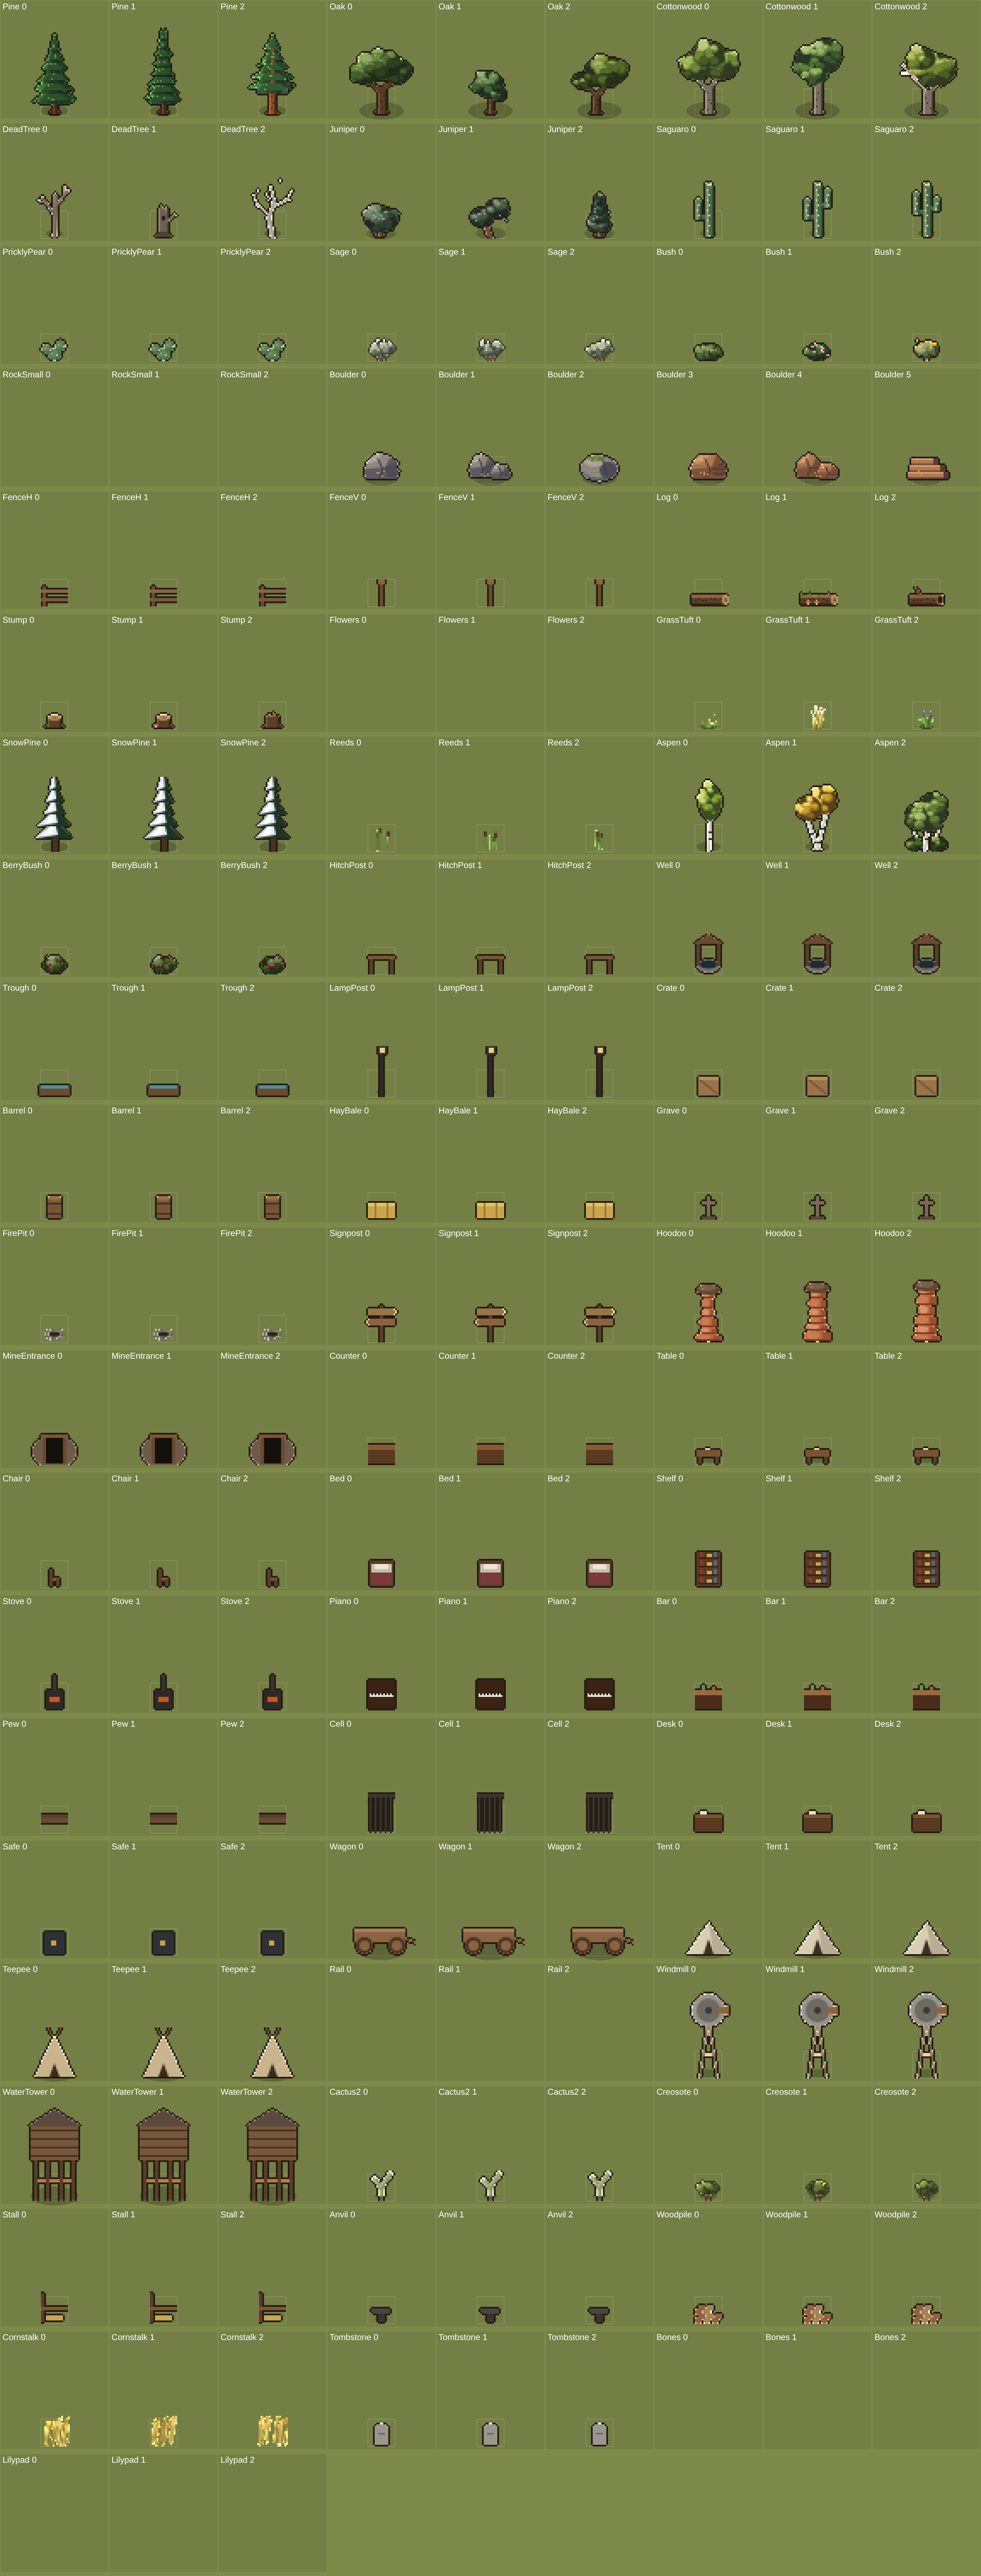 Pine 0 Pine 1 Pine 2 Oak 0 Oak 1 Oak 2 Cottonwood 0 Cottonwood 1 Cottonwood 2
DeadTree 0 DeadTree 1 DeadTree 2 Juniper 0 Juniper 1 Juniper 2 Saguaro 0 Saguaro 1 Saguaro 2
PricklyPear 0 PricklyPear 1 PricklyPear 2 Sage 0 Sage 1 Sage 2 Bush 0 Bush 1 Bush 2
RockSmall 0 RockSmall 1 RockSmall 2 Boulder 0 Boulder 1 Boulder 2 Boulder 3 Boulder 4 Boulder 5
FenceH 0 FenceH 1 FenceH 2 FenceV 0 FenceV 1 FenceV 2 Log 0 Log 1 Log 2
Stump 0 Stump 1 Stump 2 Flowers 0 Flowers 1 Flowers 2 GrassTuft 0 GrassTuft 1 GrassTuft 2
SnowPine 0 SnowPine 1 SnowPine 2 Reeds 0 Reeds 1 Reeds 2 Aspen 0 Aspen 1 Aspen 2
BerryBush 0 BerryBush 1 BerryBush 2 HitchPost 0 HitchPost 1 HitchPost 2 Well 0 Well 1 Well 2
Trough 0 Trough 1 Trough 2 LampPost 0 LampPost 1 LampPost 2 Crate 0 Crate 1 Crate 2
Barrel 0 Barrel 1 Barrel 2 HayBale 0 HayBale 1 HayBale 2 Grave 0 Grave 1 Grave 2
FirePit 0 FirePit 1 FirePit 2 Signpost 0 Signpost 1 Signpost 2 Hoodoo 0 Hoodoo 1 Hoodoo 2
MineEntrance 0 MineEntrance 1 MineEntrance 2 Counter 0 Counter 1 Counter 2 Table 0 Table 1 Table 2
Chair 0 Chair 1 Chair 2 Bed 0 Bed 1 Bed 2 Shelf 0 Shelf 1 Shelf 2
Stove 0 Stove 1 Stove 2 Piano 0 Piano 1 Piano 2 Bar 0 Bar 1 Bar 2
Pew 0 Pew 1 Pew 2 Cell 0 Cell 1 Cell 2 Desk 0 Desk 1 Desk 2
Safe 0 Safe 1 Safe 2 Wagon 0 Wagon 1 Wagon 2 Tent 0 Tent 1 Tent 2
Teepee 0 Teepee 1 Teepee 2 Rail 0 Rail 1 Rail 2 Windmill 0 Windmill 1 Windmill 2
WaterTower 0 WaterTower 1 WaterTower 2 Cactus2 0 Cactus2 1 Cactus2 2 Creosote 0 Creosote 1 Creosote 2
Stall 0 Stall 1 Stall 2 Anvil 0 Anvil 1 Anvil 2 Woodpile 0 Woodpile 1 Woodpile 2
Cornstalk 0 Cornstalk 1 Cornstalk 2 Tombstone 0 Tombstone 1 Tombstone 2 Bones 0 Bones 1 Bones 2
Lilypad 0 Lilypad 1 Lilypad 2